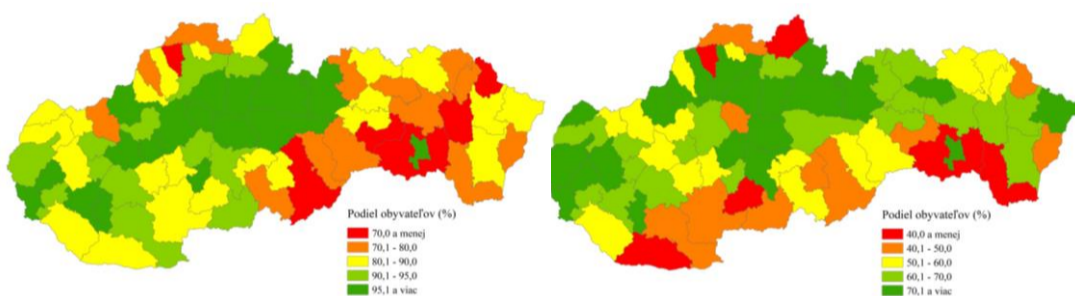 Podiel obyvateľov (%)
70,0 a menej
70,1 - 80,0
80,1 - 90,0
90,1 - 95,0
95,1 a viac
Podiel obyvateľov (%)
40,0 a menej
40,1 - 50,0
50,1 - 60,0
60,1 - 70,0
70,1 a viac